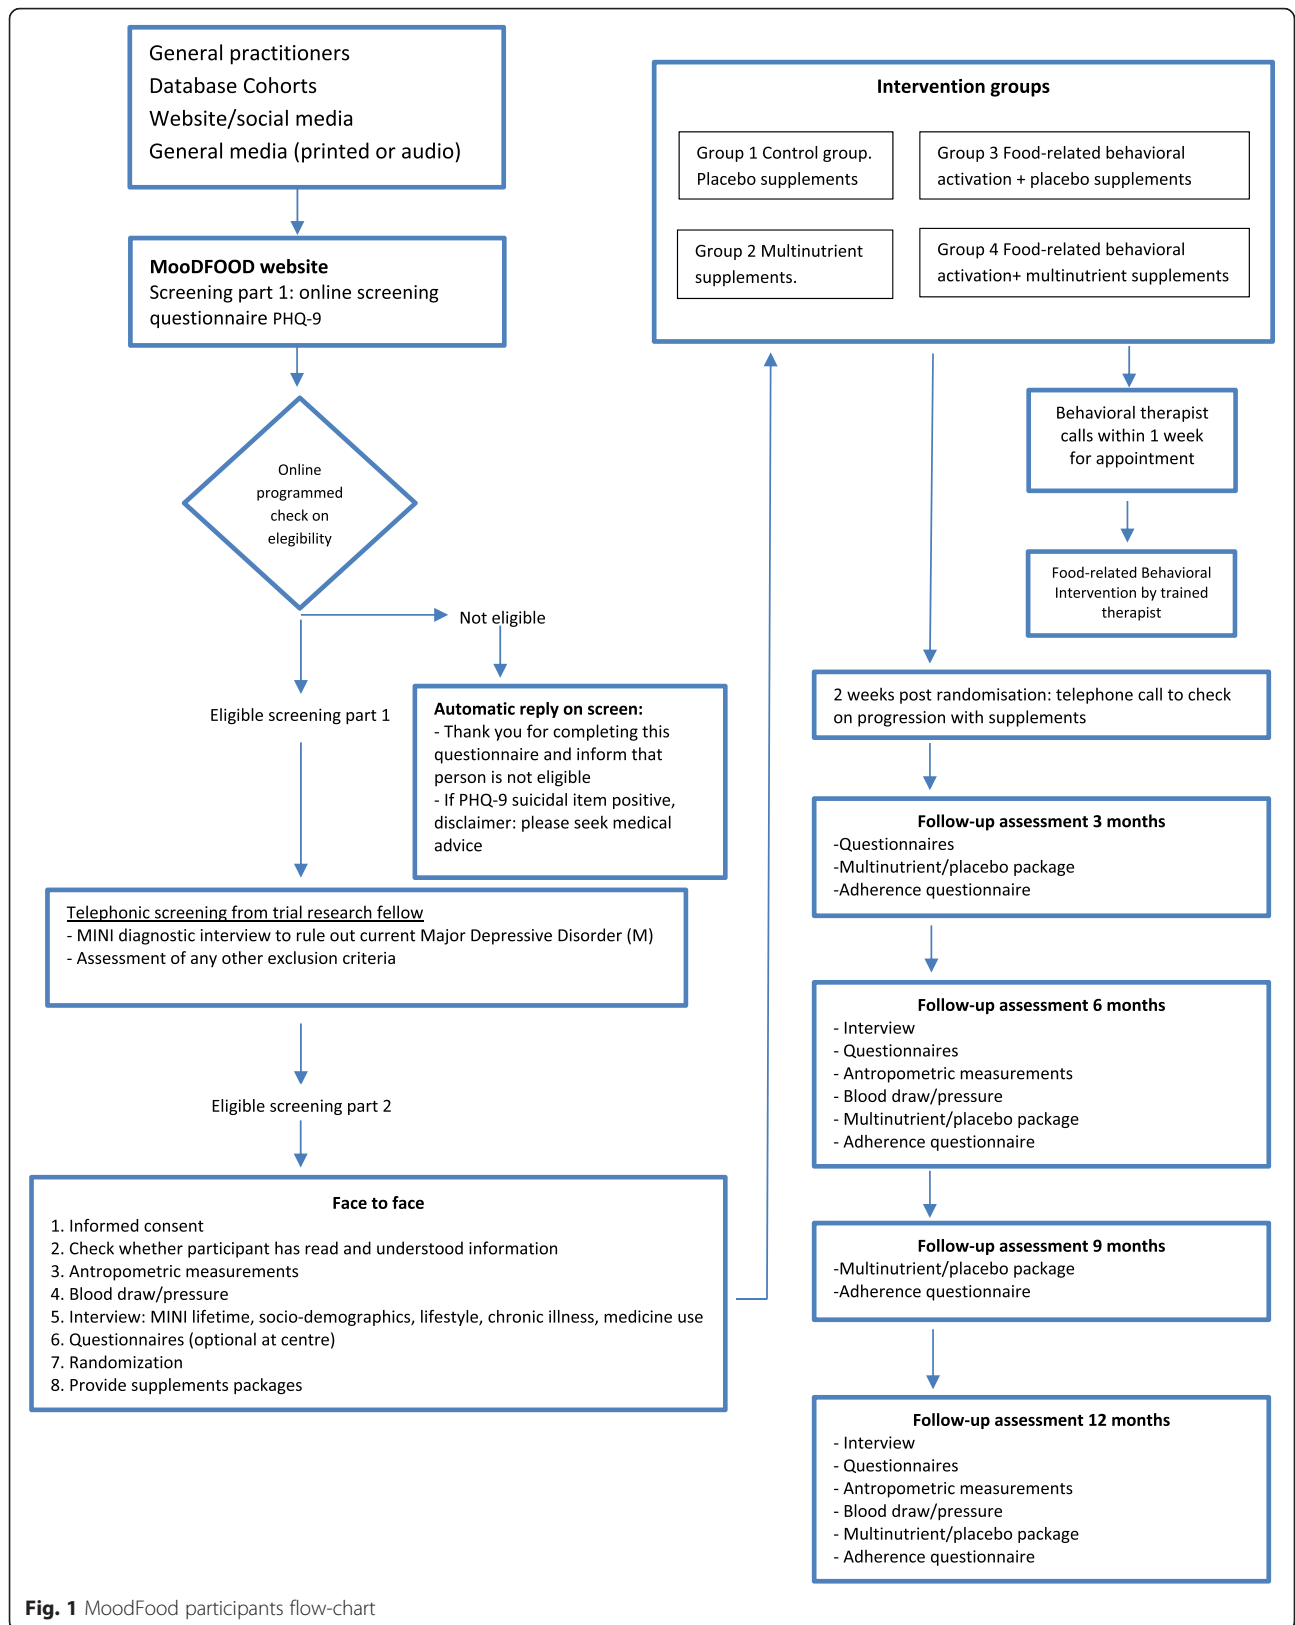 General practitioners
Database Cohorts
Website/social media
General media (printed or audio)
MooDFOOD website
Screening part 1: online screening
questionnaire PHQ-9
Online
programmed
check on
elegibility
Not eligible
Eligible screening part 1
Automatic reply on screen:
- Thank you for completing this
questionnaire and inform that
person is not eligible
- If PHQ-9 suicidal item positive,
disclaimer: please seek medical
advice
Telephonic screening from trial research fellow
- MINI diagnostic interview to rule out current Major Depressive Disorder (M)
- Assessment of any other exclusion criteria
Eligible screening part 2
Face to face
1. Informed consent
2. Check whether participant has read and understood information
3. Antropometric measurements
4. Blood draw/pressure
5. Interview: MINI lifetime, socio-demographics, lifestyle, chronic illness, medicine use
6. Questionnaires (optional at centre)
7. Randomization
8. Provide supplements packages
Intervention groups
Group 1 Control group.
Placebo supplements
Group 3 Food-related behavioral
activation + placebo supplements
Group 2 Multinutrient
supplements.
Group 4 Food-related behavioral
activation+ multinutrient supplements
Behavioral therapist
calls within 1 week
for appointment
Food-related Behavioral
Intervention by trained
therapist
2 weeks post randomisation: telephone call to check
on progression with supplements
Follow-up assessment 3 months
-Questionnaires
-Multinutrient/placebo package
-Adherence questionnaire
Follow-up assessment 6 months
- Interview
- Questionnaires
- Antropometric measurements
- Blood draw/pressure
- Multinutrient/placebo package
- Adherence questionnaire
Follow-up assessment 9 months
-Multinutrient/placebo package
-Adherence questionnaire
Follow-up assessment 12 months
- Interview
- Questionnaires
- Antropometric measurements
- Blood draw/pressure
- Multinutrient/placebo package
- Adherence questionnaire
Fig. 1 MoodFood participants flow-chart